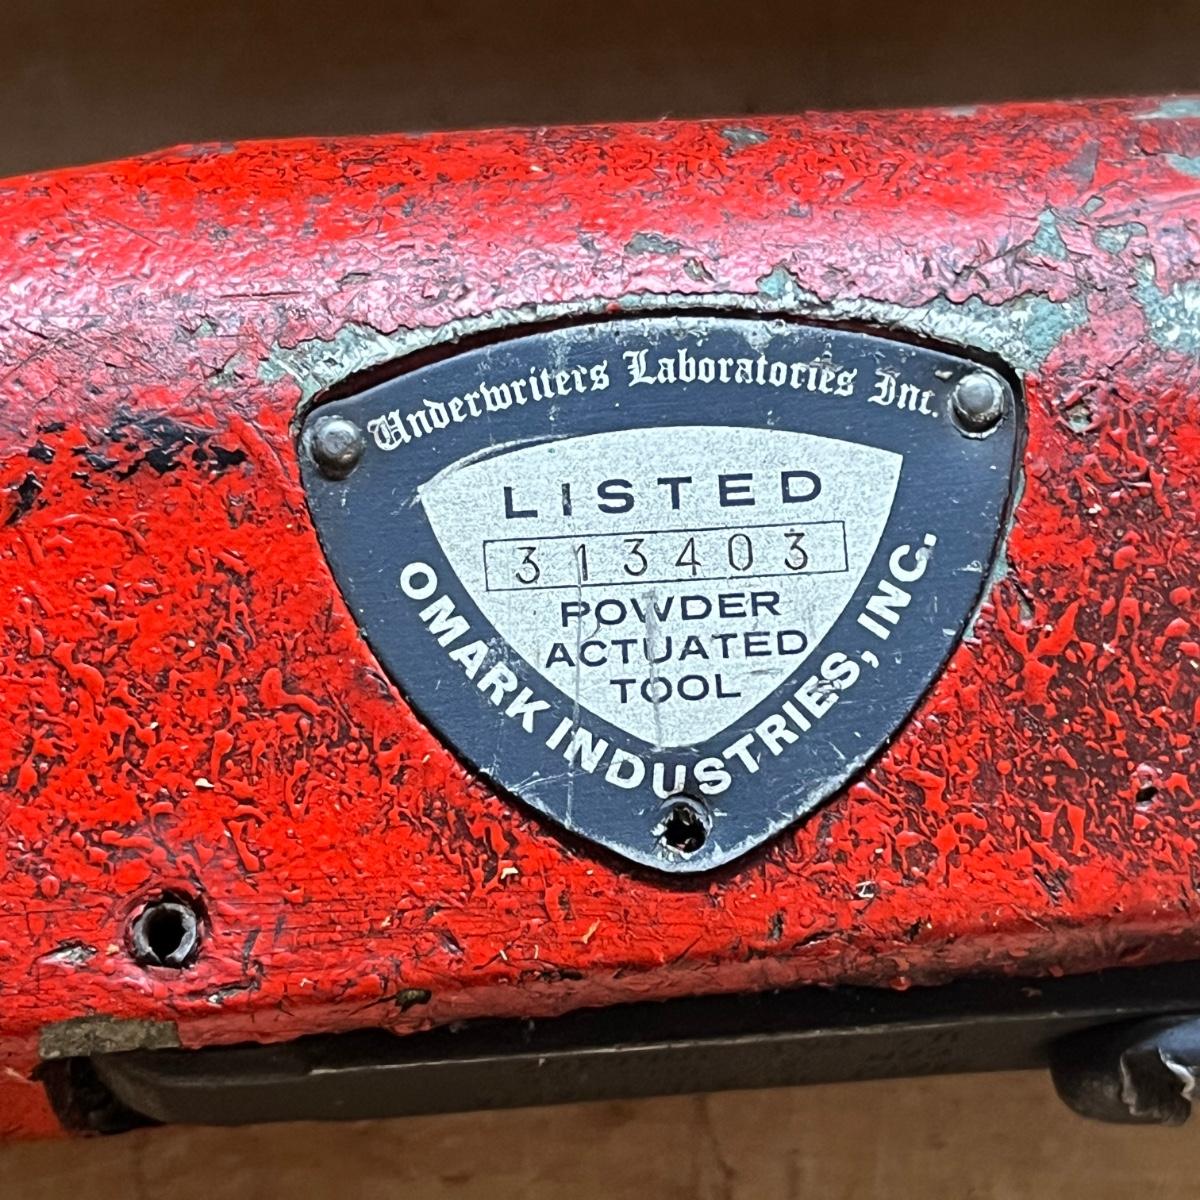 Underwriters Laboratories Inc.
LISTED
313403
POWDER
ACTUATED
TOOL
OMARK INDUSTRIES, INC.